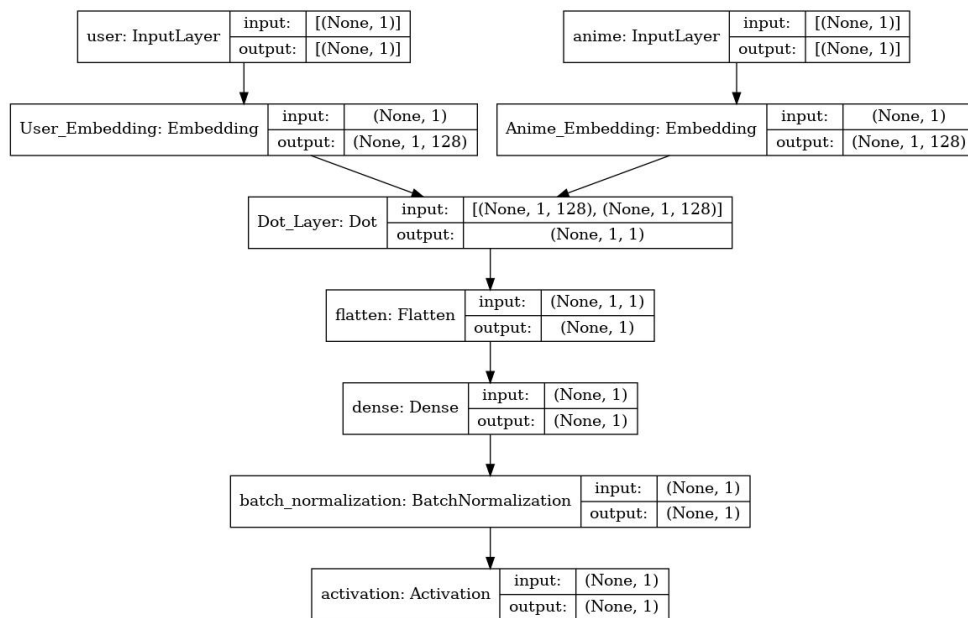 user: InputLayer input: [(None, 1)] output: [(None, 1)]
anime: InputLayer input: [(None, 1)] output: [(None, 1)]
User_Embedding: Embedding input: (None, 1) output: (None, 1, 128)
Anime_Embedding: Embedding input: (None, 1) output: (None, 1, 128)
Dot_Layer: Dot input: [(None, 1, 128), (None, 1, 128)] output: (None, 1, 1)
flatten: Flatten input: (None, 1, 1) output: (None, 1)
dense: Dense input: (None, 1) output: (None, 1)
batch_normalization: BatchNormalization input: (None, 1) output: (None, 1)
activation: Activation input: (None, 1) output: (None, 1)